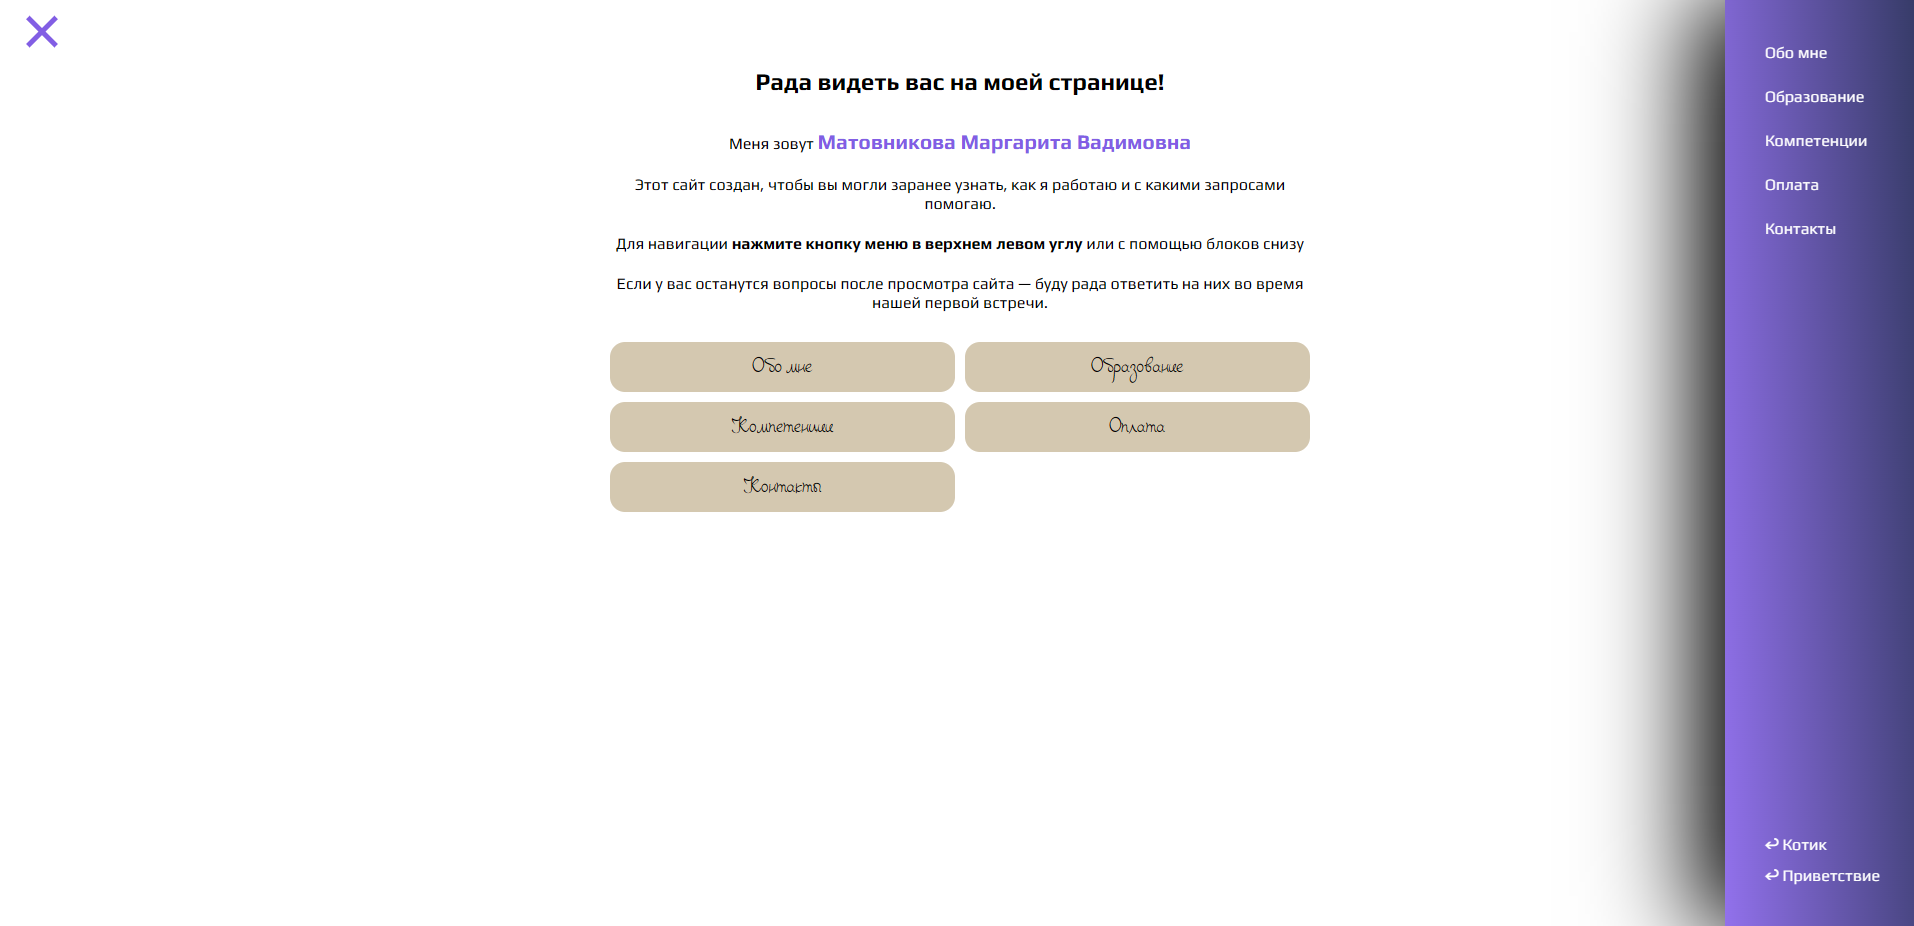 Рада видеть вас на моей странице!
Меня зовут Матовникова Маргарита Вадимовна
Этот сайт создан, чтобы вы могли заранее узнать, как я работаю и с какими запросами
помогаю.
Для навигации нажмите кнопку меню в верхнем левом углу или с помощью блоков снизу
Если у вас останутся вопросы после просмотра сайта — буду рада ответить на них во время
нашей первой встречи.
Обо мне
Образование
Компетенции
Оплата
Контакты
Обо мне
Образование
Компетенции
Оплата
Контакты
↩ Котик
↩ Приветствие